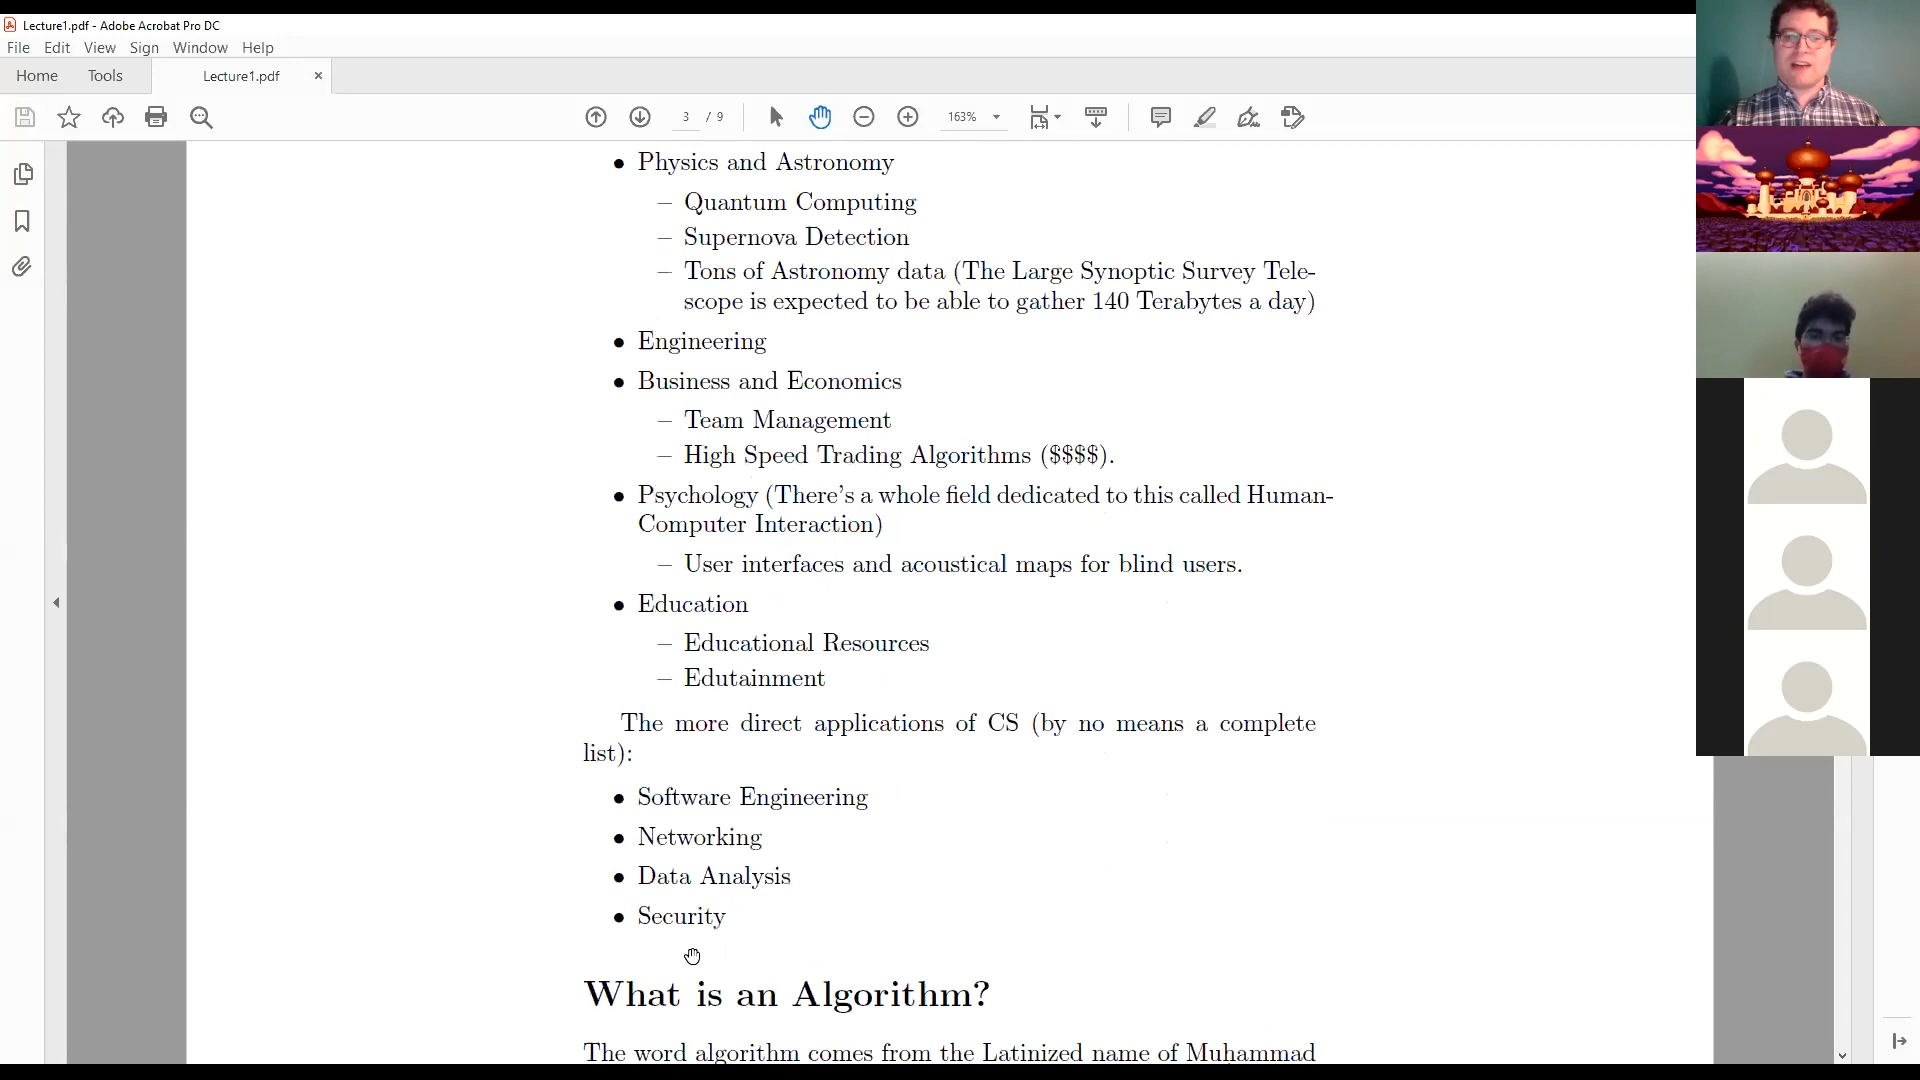 Lecture1.pdf - Adobe Acrobat Pro DC
File Edit View Sign Window Help
Home Tools Lecture1.pdf ×
3 / 9 163%
• Physics and Astronomy
– Quantum Computing
– Supernova Detection
– Tons of Astronomy data (The Large Synoptic Survey Tele-
scope is expected to be able to gather 140 Terabytes a day)
• Engineering
• Business and Economics
– Team Management
– High Speed Trading Algorithms ($$$$).
• Psychology (There's a whole field dedicated to this called Human-
Computer Interaction)
– User interfaces and acoustical maps for blind users.
• Education
– Educational Resources
– Edutainment
The more direct applications of CS (by no means a complete
list):
• Software Engineering
• Networking
• Data Analysis
• Security
What is an Algorithm?
The word algorithm comes from the Latinized name of Muhammad